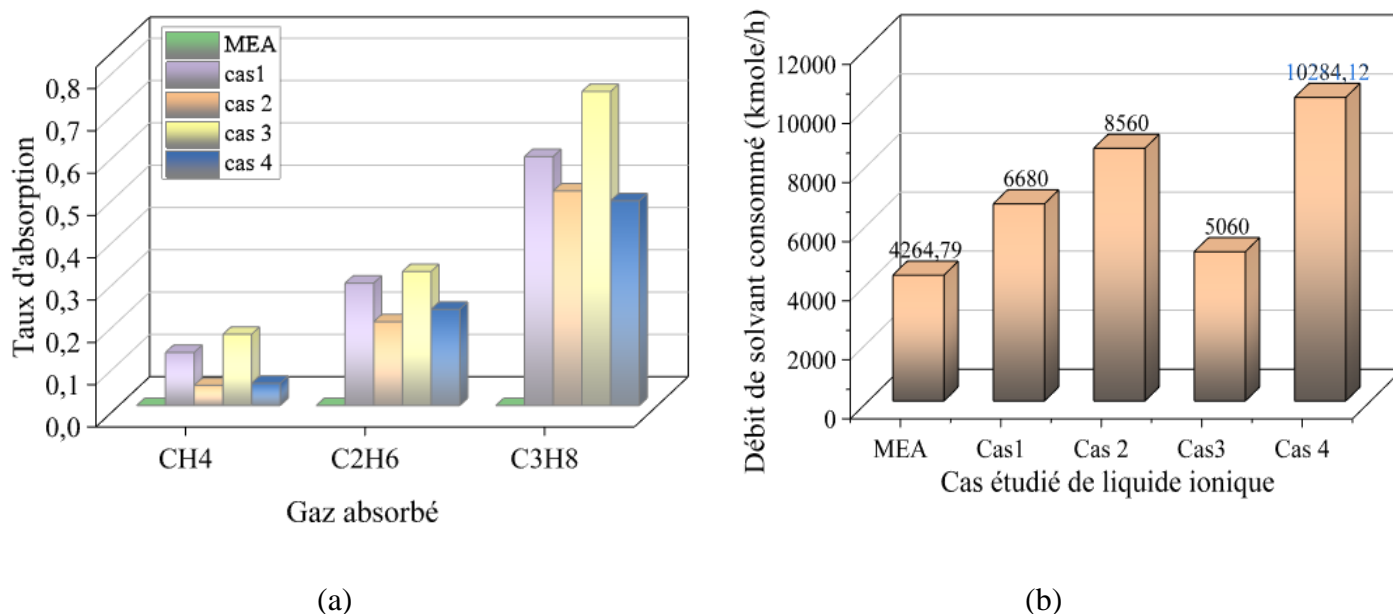 MEA
cas1
cas 2
cas 3
cas 4
Taux d'absorption
0,8
0,7
0,6
0,5
0,4
0,3
0,2
0,1
0,0
CH4
C2H6
C3H8
Gaz absorbé
(a)
Débit de solvant consommé (kmole/h)
12000
10000
8000
6000
4000
2000
0
4264,79
6680
8560
5060
10284,12
MEA
Cas1
Cas 2
Cas3
Cas 4
Cas étudié de liquide ionique
(b)